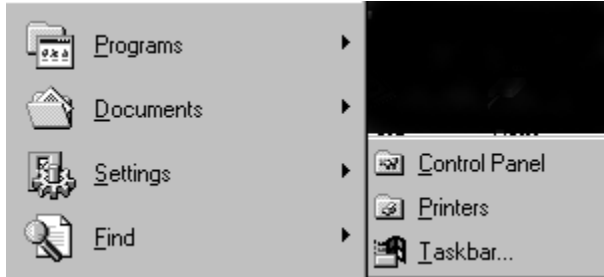 Programs
Documents
Settings
Find
Control Panel
Printers
Taskbar...